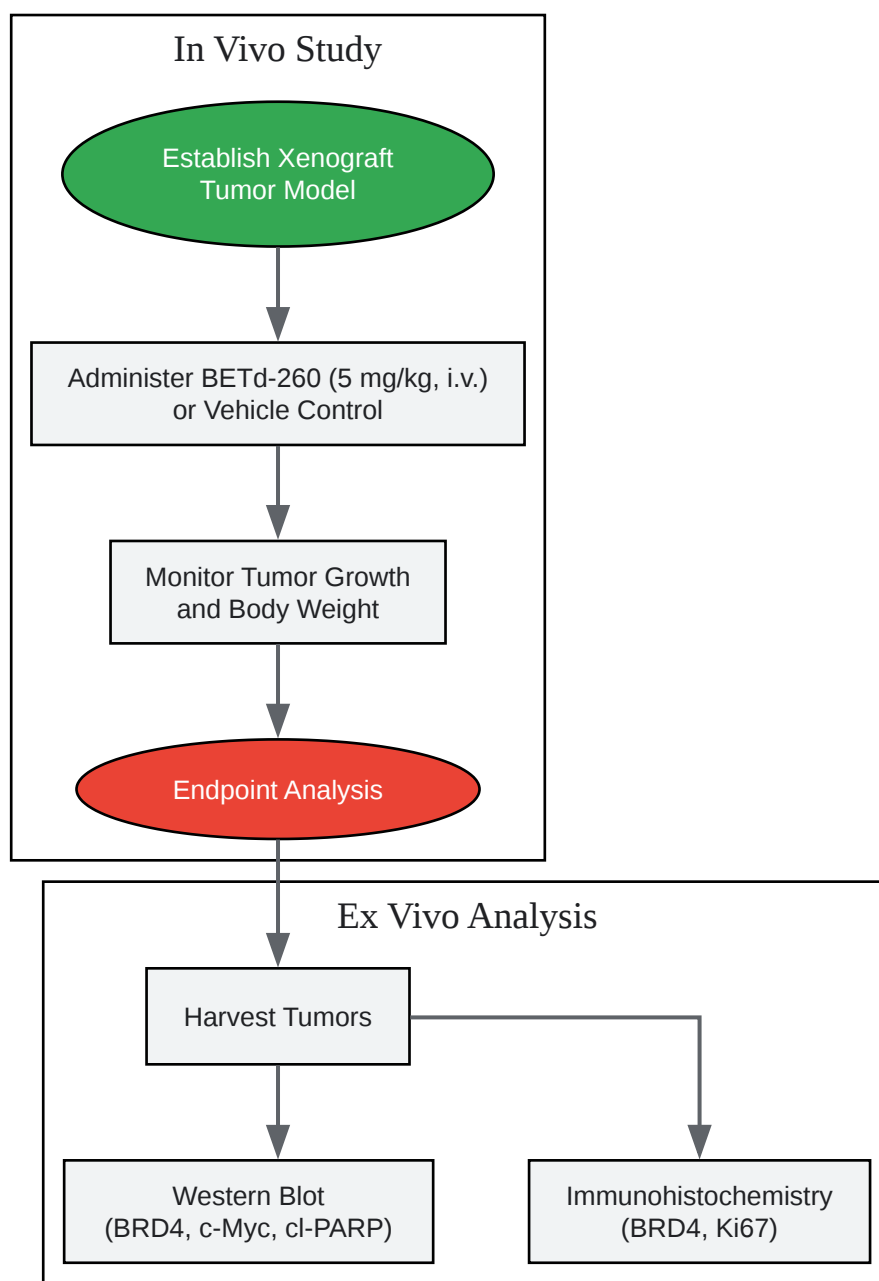 In Vivo Study
Establish Xenograft
Tumor Model
Administer BETd-260 (5 mg/kg, i.v.)
or Vehicle Control
Monitor Tumor Growth
and Body Weight
Endpoint Analysis
Ex Vivo Analysis
Harvest Tumors
Western Blot
(BRD4, c-Myc, cl-PARP)
Immunohistochemistry
(BRD4, Ki67)